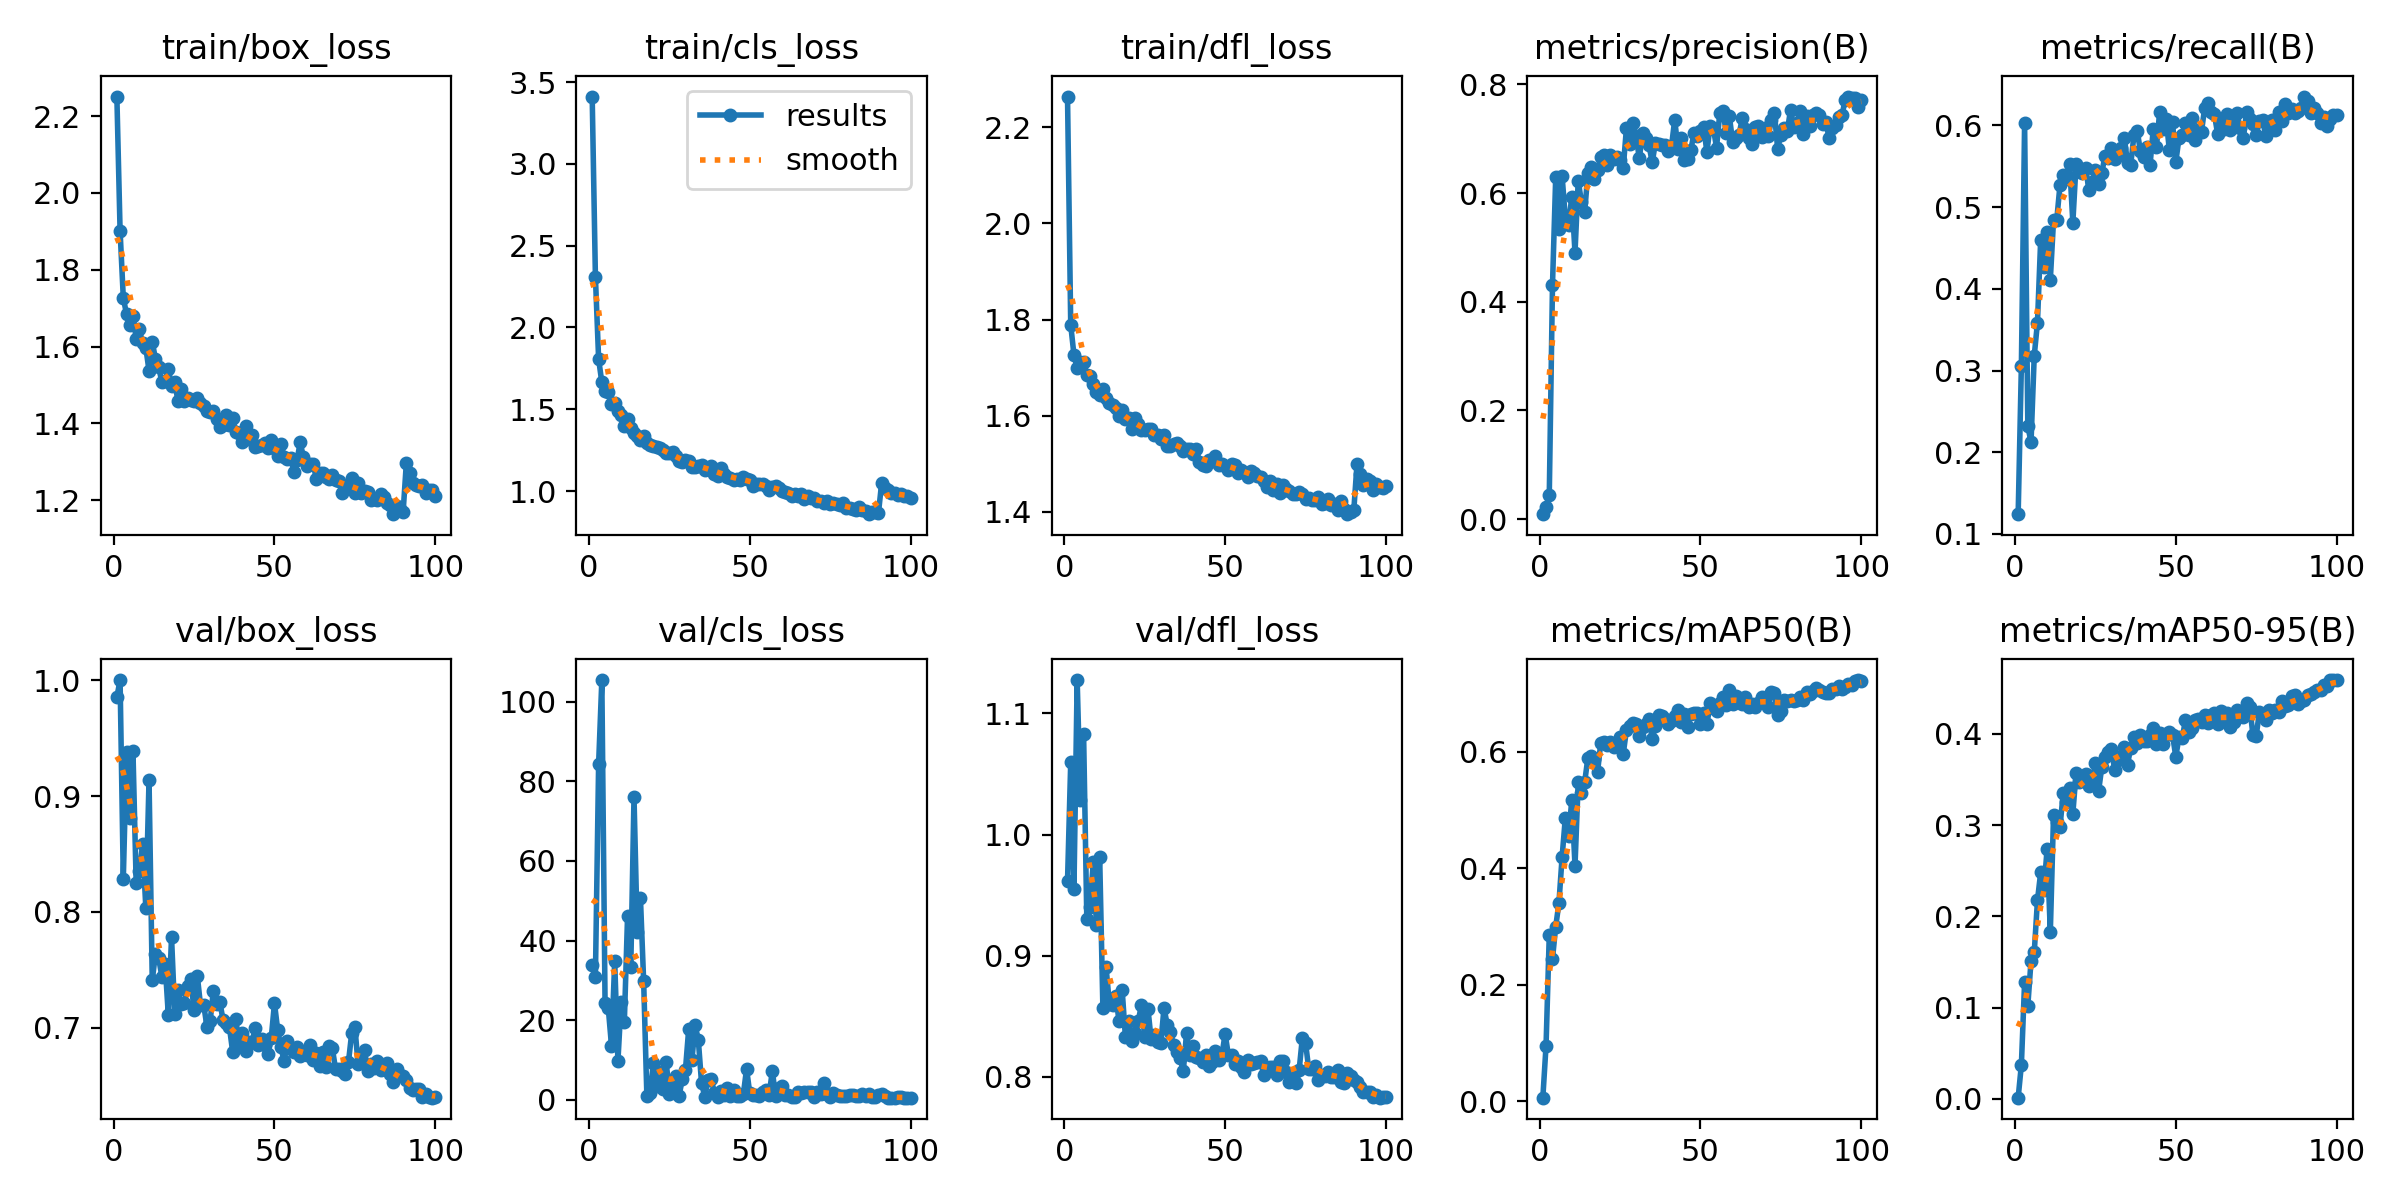 train/box_loss
2.2
2.0
1.8
1.6
1.4
1.2
0 50 100
train/cls_loss
results
smooth
3.5
3.0
2.5
2.0
1.5
1.0
0 50 100
train/dfl_loss
2.2
2.0
1.8
1.6
1.4
0 50 100
metrics/precision(B)
0.8
0.6
0.4
0.2
0.0
0 50 100
metrics/recall(B)
0.6
0.5
0.4
0.3
0.2
0.1
0 50 100
val/box_loss
1.0
0.9
0.8
0.7
0 50 100
val/cls_loss
100
80
60
40
20
0
0 50 100
val/dfl_loss
1.1
1.0
0.9
0.8
0 50 100
metrics/mAP50(B)
0.6
0.4
0.2
0.0
0 50 100
metrics/mAP50-95(B)
0.4
0.3
0.2
0.1
0.0
0 50 100